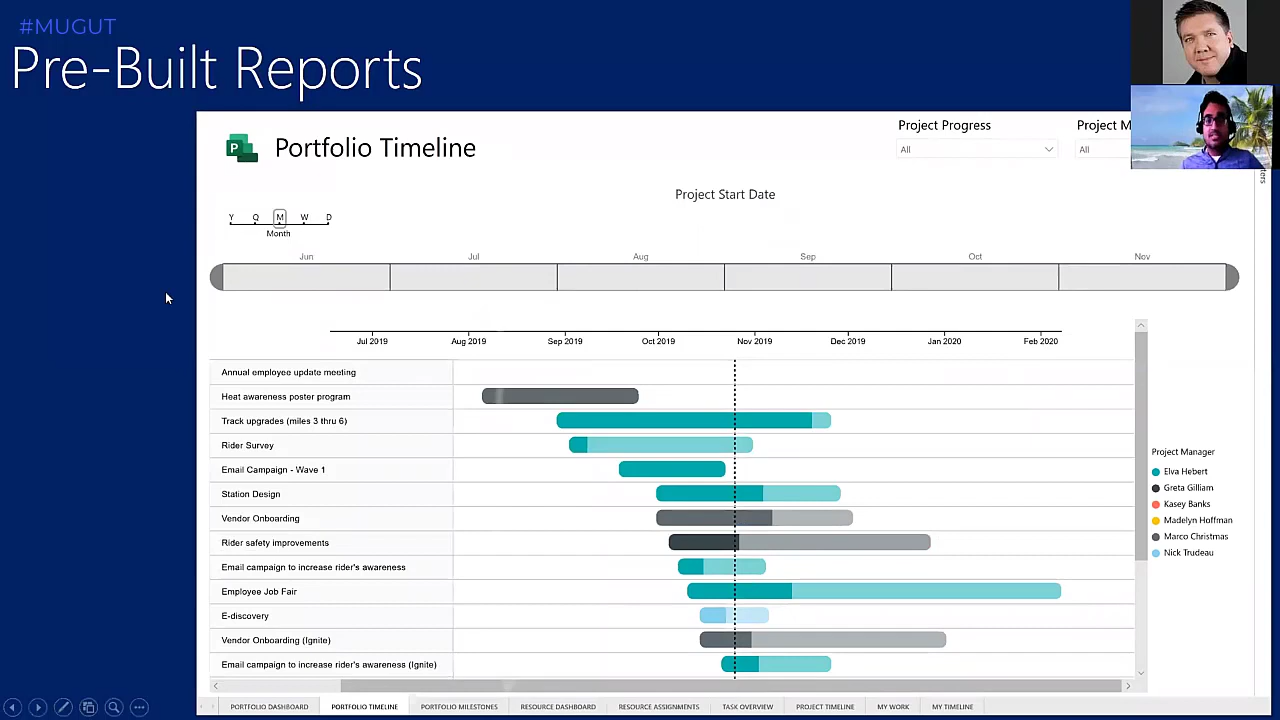 #MUGUT
Pre-Built Reports
P
Portfolio Timeline
Project Progress
All
Project M
All
Project Start Date
Y Q M W D
Month
Jun Jul Aug Sep Oct Nov
Jul 2019 Aug 2019 Sep 2019 Oct 2019 Nov 2019 Dec 2019 Jan 2020 Feb 2020
Annual employee update meeting
Heat awareness poster program
Track upgrades (miles 3 thru 6)
Rider Survey
Email Campaign - Wave 1
Station Design
Vendor Onboarding
Rider safety improvements
Email campaign to increase rider's awareness
Employee Job Fair
E-discovery
Vendor Onboarding (Ignite)
Email campaign to increase rider's awareness (Ignite)
Project Manager
Elva Hebert
Greta Gilliam
Kasey Banks
Madelyn Hoffman
Marco Christmas
Nick Trudeau
PORTFOLIO DASHBOARD PORTFOLIO TIMELINE PORTFOLIO MILESTONES RESOURCE DASHBOARD RESOURCE ASSIGNMENTS TASK OVERVIEW PROJECT TIMELINE MY WORK MY TIMELINE